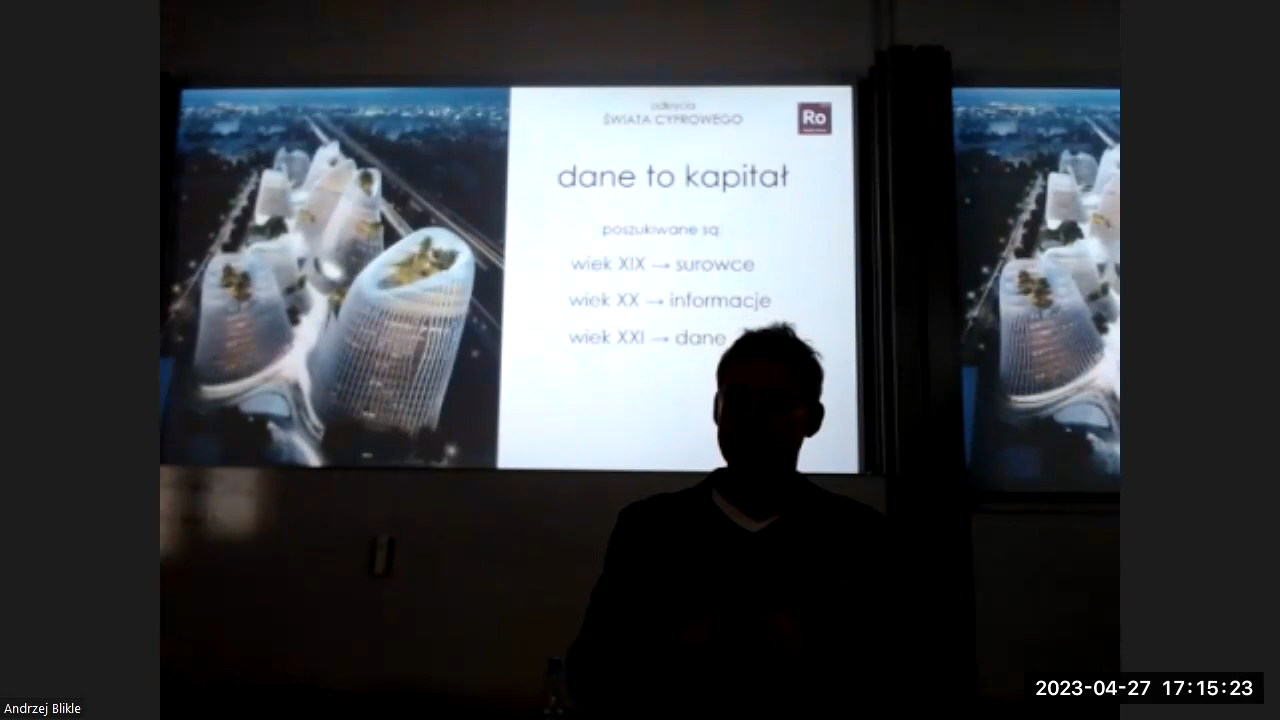 odkrycia
ŚWIATA CYFROWEGO
Ro
dane to kapitał
poszukiwane są:
wiek XIX → surowce
wiek XX → informacje
wiek XXI → dane
Andrzej Blikle
2023-04-27 17:15:23